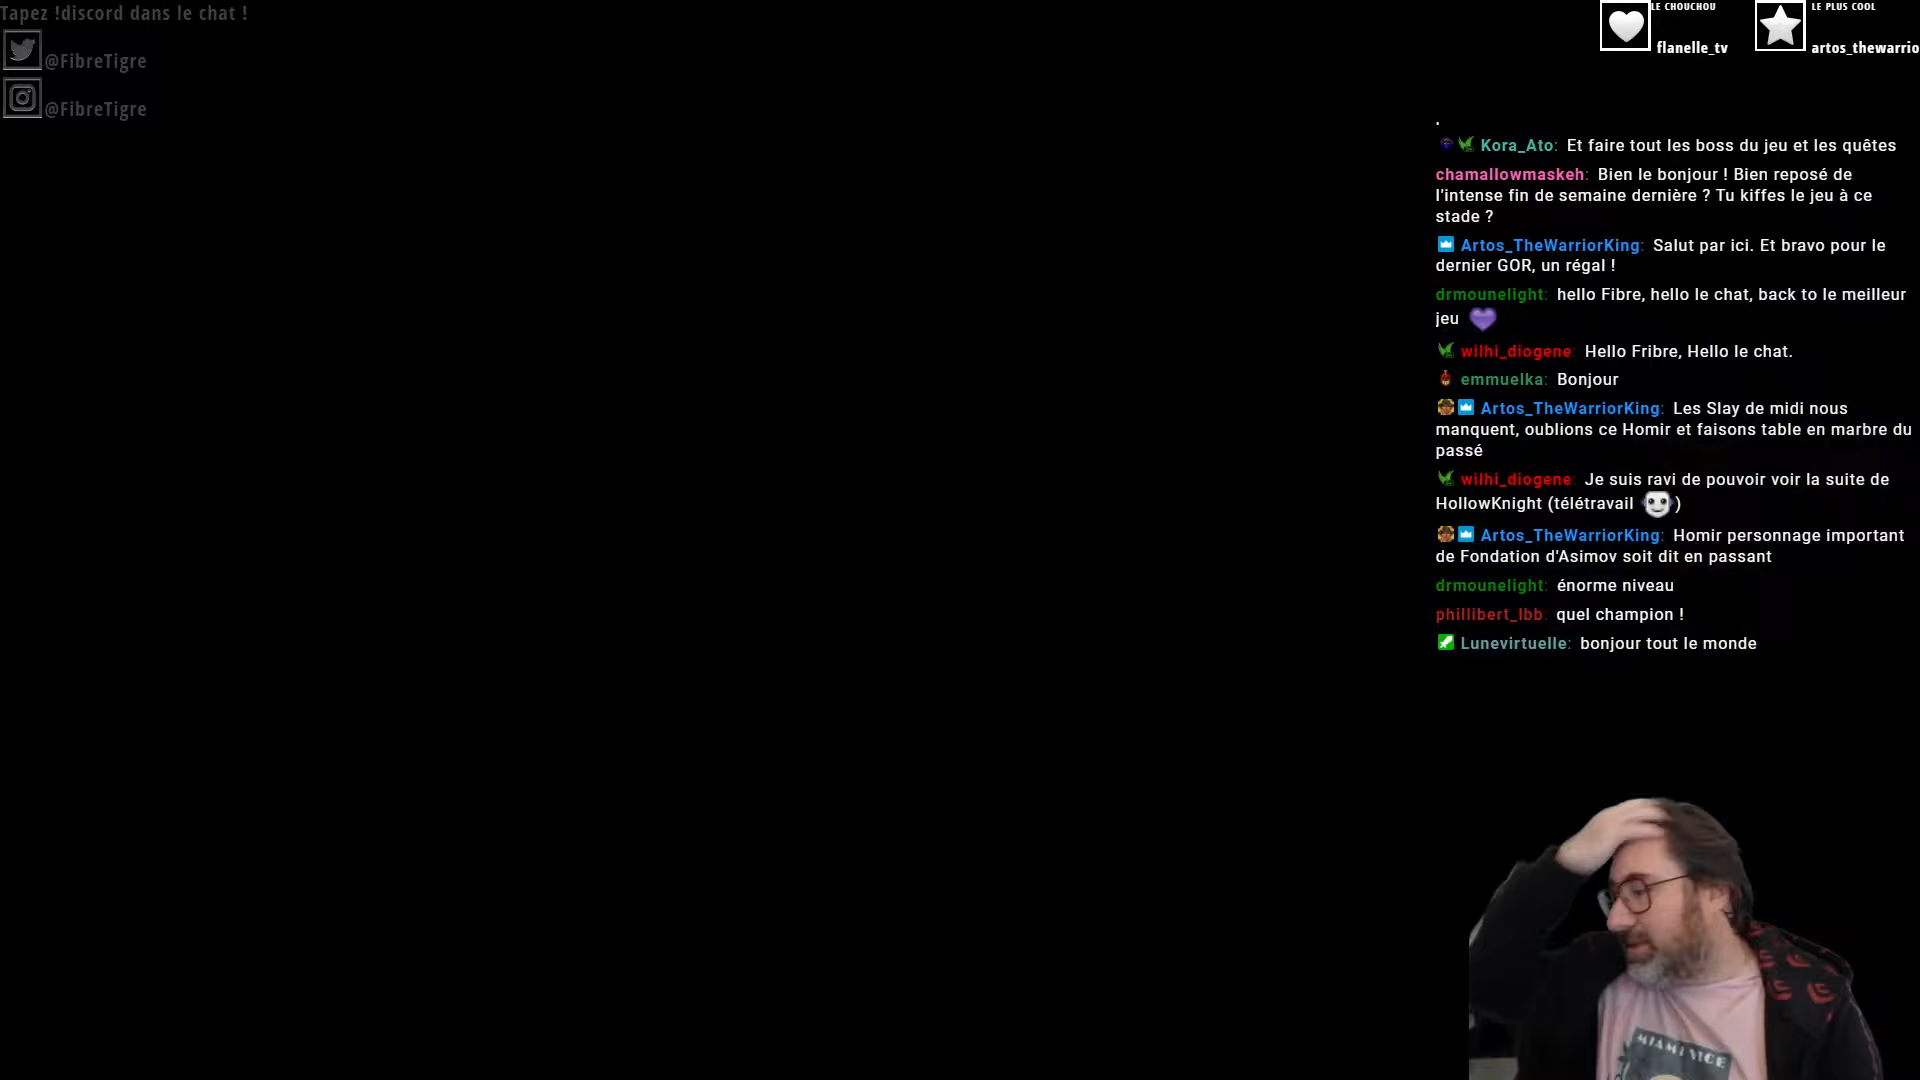 Tapez !discord dans le chat !
@FibreTigre
@FibreTigre
LE CHOUCHOU
flanelle_tv
LE PLUS COOL
artos_thewarrio
Kora_Ato: Et faire tout les boss du jeu et les quêtes
chamallowmaskeh: Bien le bonjour ! Bien reposé de
l'intense fin de semaine dernière ? Tu kiffes le jeu à ce
stade ?
Artos_TheWarriorKing: Salut par ici. Et bravo pour le
dernier GOR, un régal !
drmounelight: hello Fibre, hello le chat, back to le meilleur
jeu
wilhi_diogene: Hello Fribre, Hello le chat.
emmuelka: Bonjour
Artos_TheWarriorKing: Les Slay de midi nous
manquent, oublions ce Homir et faisons table en marbre du
passé
wilhi_diogene: Je suis ravi de pouvoir voir la suite de
HollowKnight (télétravail )
Artos_TheWarriorKing: Homir personnage important
de Fondation d'Asimov soit dit en passant
drmounelight: énorme niveau
phillibert_lbb: quel champion !
Lunevirtuelle: bonjour tout le monde
MIAMI VICE